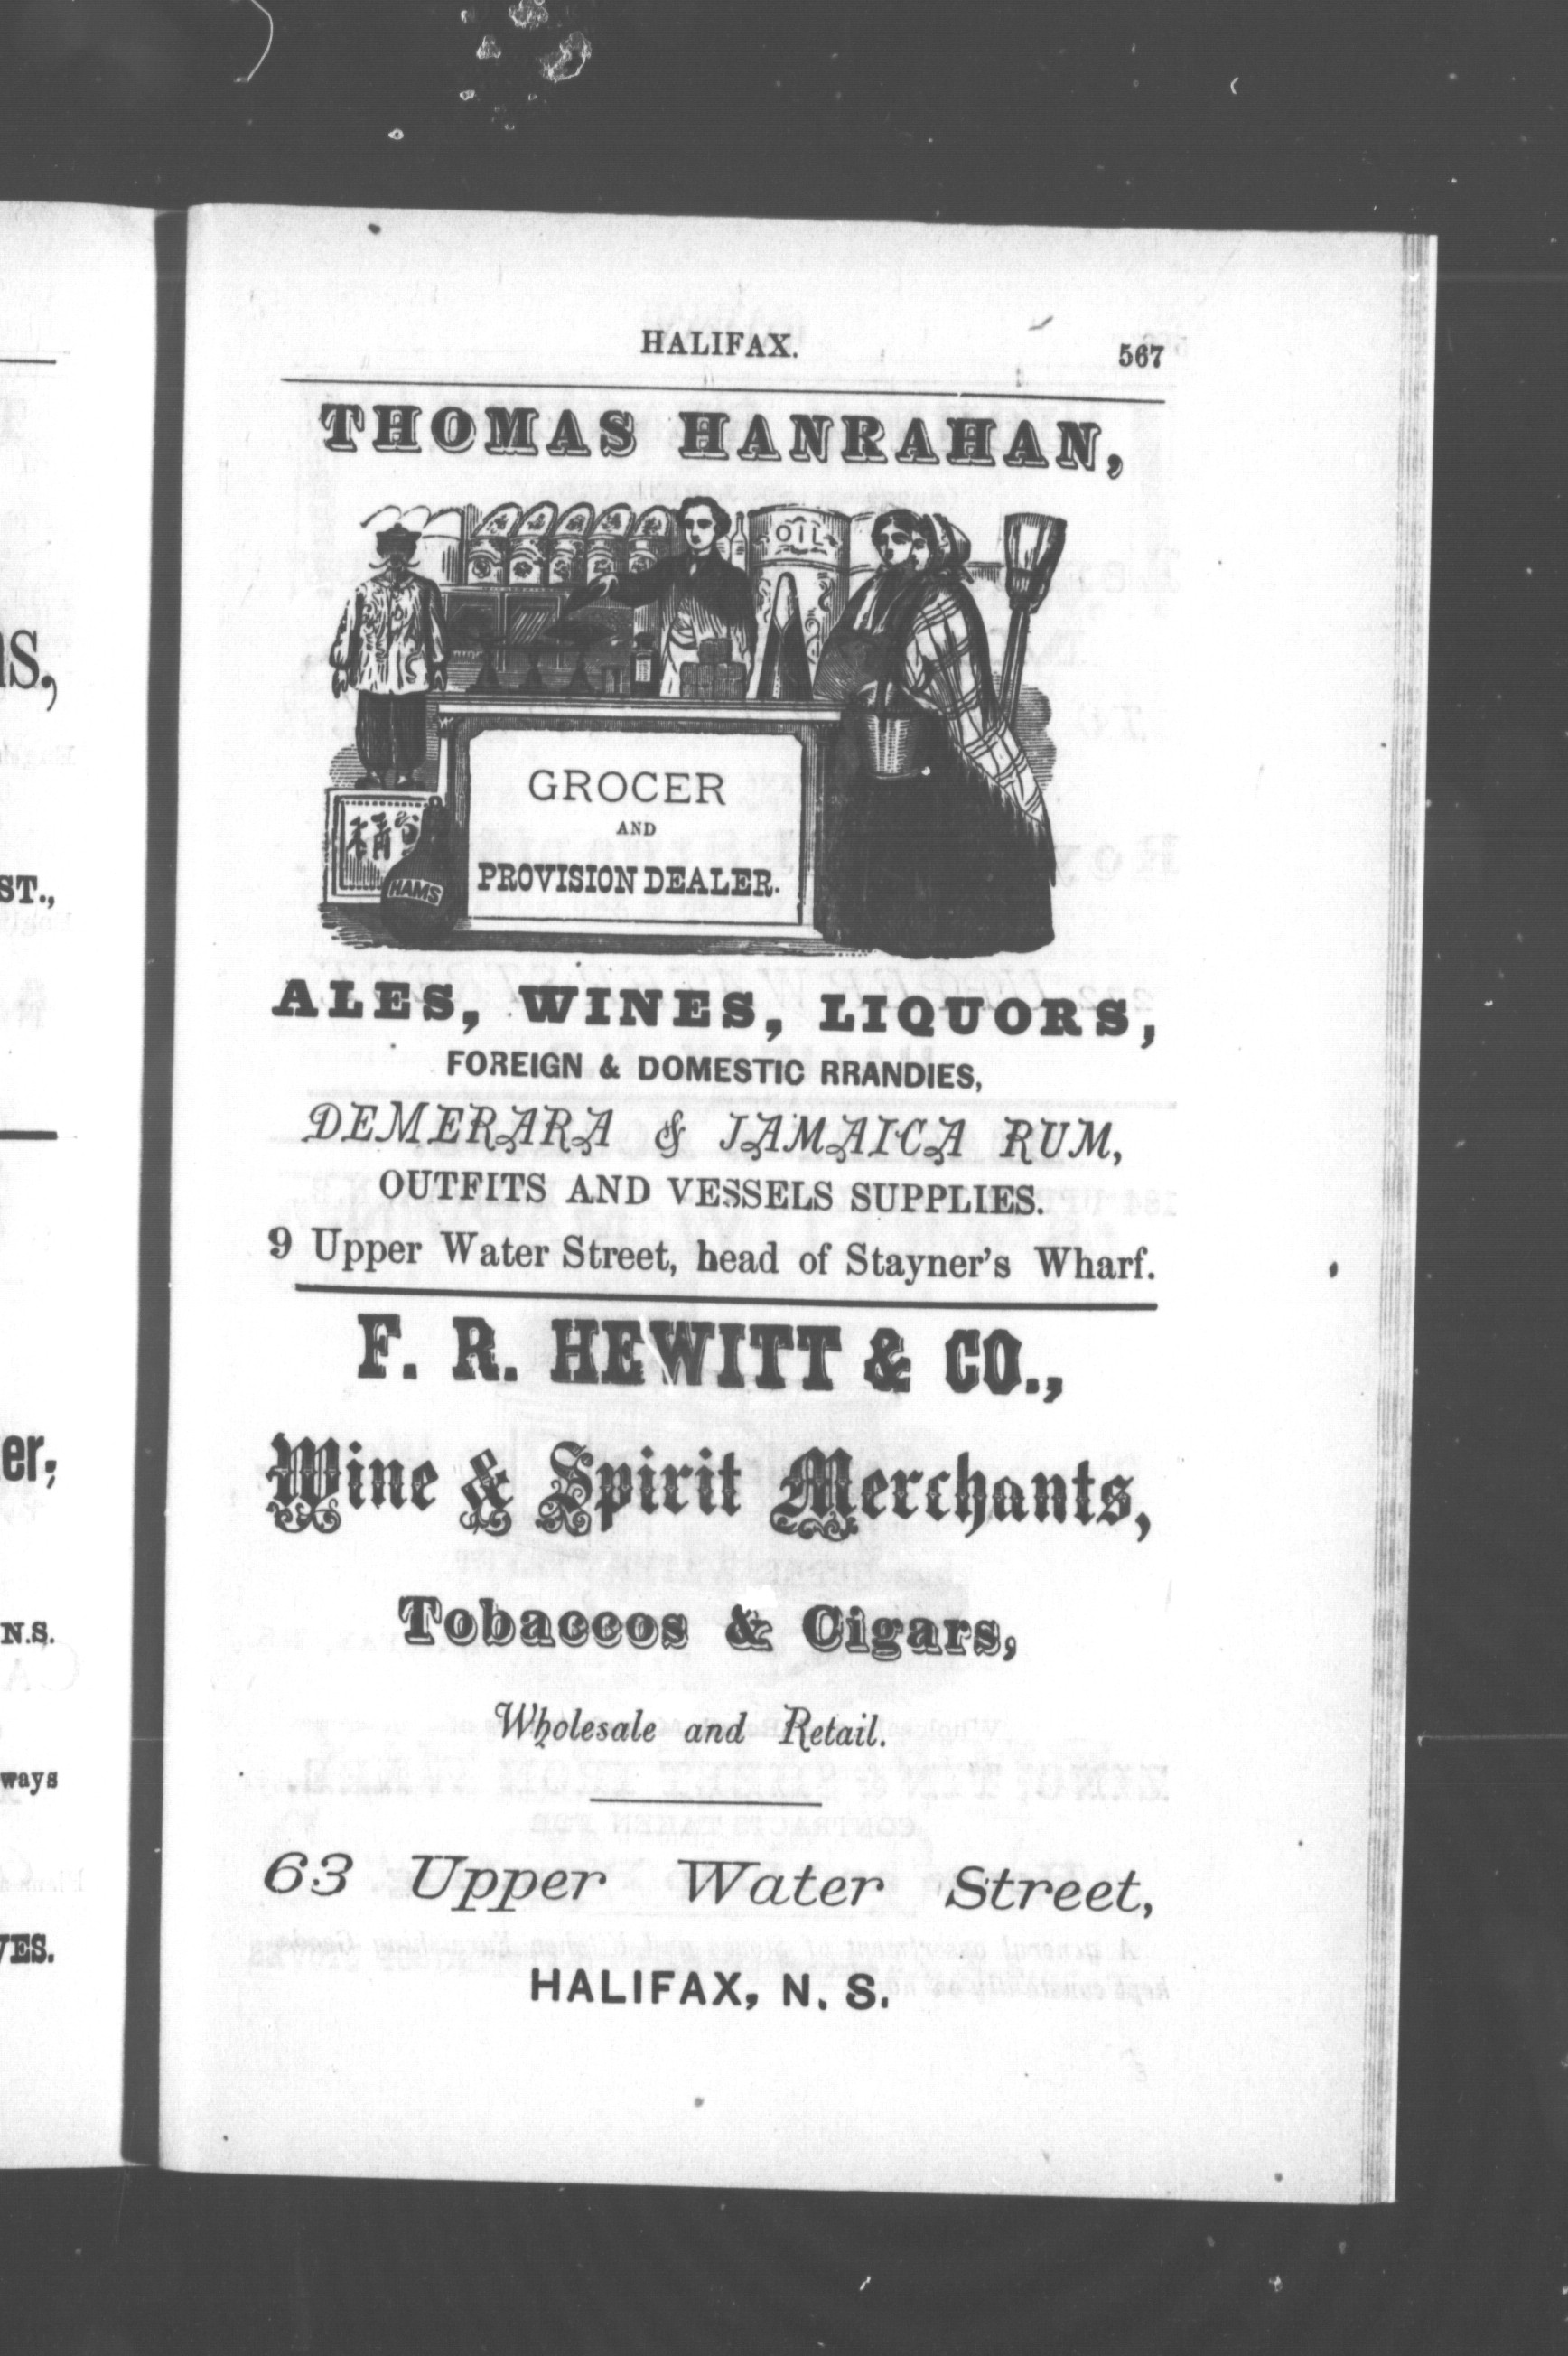 HALIFAX. 567
THOMAS HANRAHAN,
OIL
GROCER
AND
PROVISION DEALER.
HAMS
ALES, WINES, LIQUORS,
FOREIGN & DOMESTIC RRANDIES,
DEMERARA & JAMAICA RUM,
OUTFITS AND VESSELS SUPPLIES.
9 Upper Water Street, head of Stayner's Wharf.
F. R. HEWITT & CO.,
Wine & Spirit Merchants,
Tobaccos & Cigars,
Wholesale and Retail.
63 Upper Water Street,
HALIFAX, N. S.
ST.,
N.S.